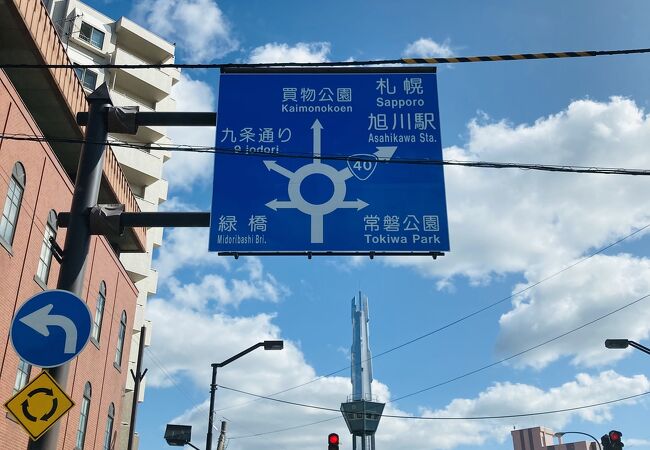 買物公園
Kaimonokoen
札幌
Sapporo
旭川駅
Asahikawa Sta.
九条通り
9 jodori
40
緑橋
Midoribashi Bri.
常磐公園
Tokiwa Park